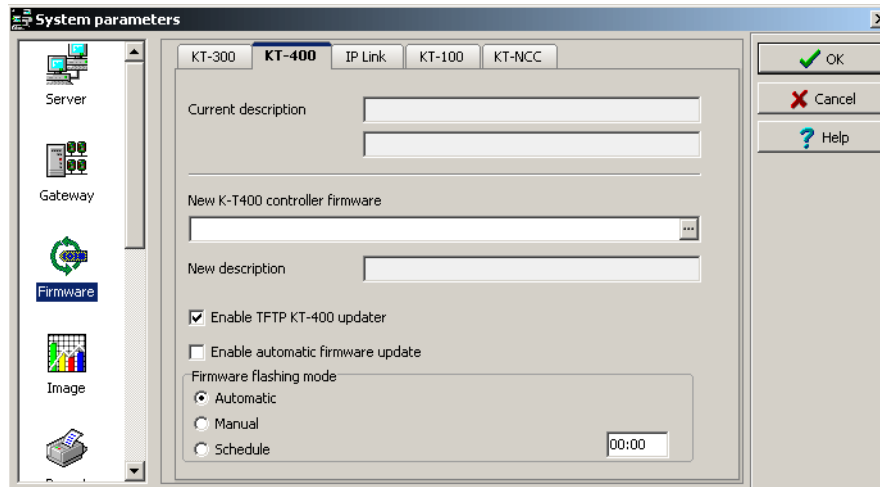 System parameters
Server
Gateway
Firmware
Image
KT-300
KT-400
IP Link
KT-100
KT-NCC
Current description
New K-T400 controller firmware
...
New description
Enable TFTP KT-400 updater
Enable automatic firmware update
Firmware flashing mode
Automatic
Manual
Schedule
00:00
OK
Cancel
Help